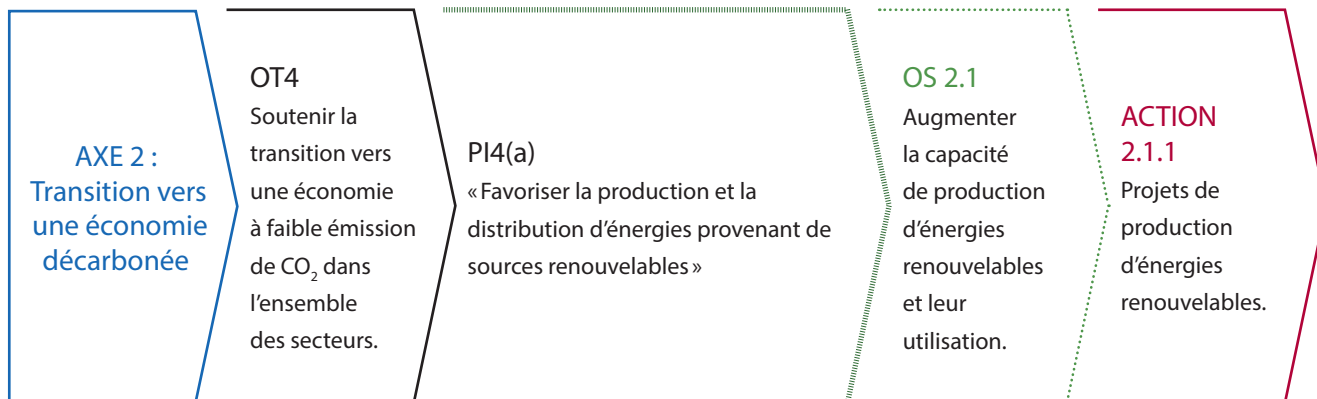 AXE 2 :
Transition vers
une économie
décarbonée
OT4
Soutenir la
transition vers
une économie
à faible émission
de CO₂ dans
l’ensemble
des secteurs.
PI4(a)
« Favoriser la production et la
distribution d’énergies provenant de
sources renouvelables »
OS 2.1
Augmenter
la capacité
de production
d’énergies
renouvelables
et leur
utilisation.
ACTION
2.1.1
Projets de
production
d’énergies
renouvelables.